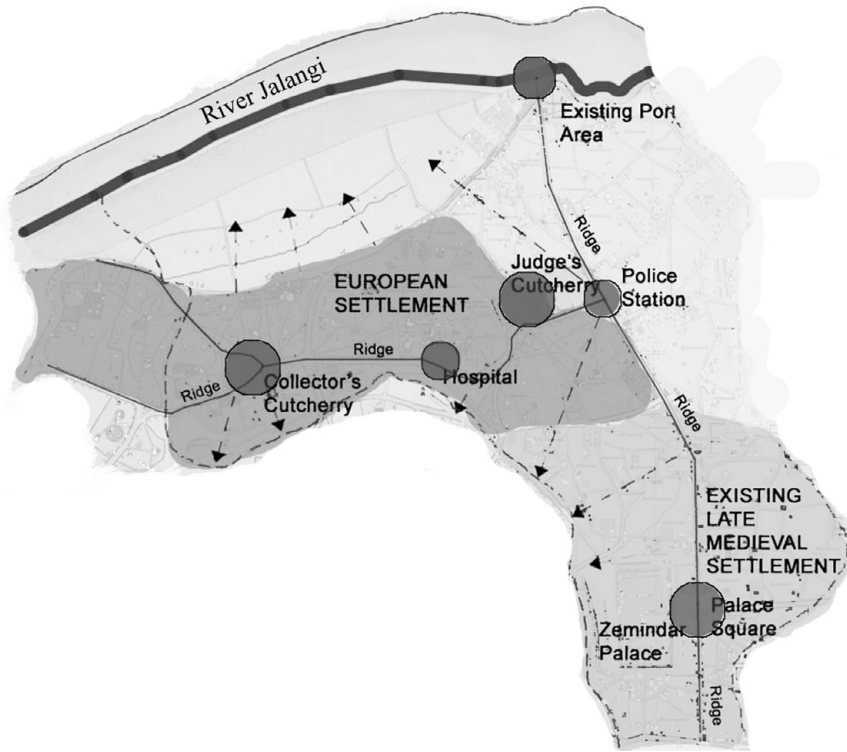 River Jalangi
Existing Port
Area
Ridge
Judge's
Cutcherry
Police
Station
EUROPEAN
SETTLEMENT
Ridge
Hospital
Ridge
Collector's
Cutcherry
Ridge
EXISTING
LATE
MEDIEVAL
SETTLEMENT
Palace
Square
Zemindar
Palace
Ridge